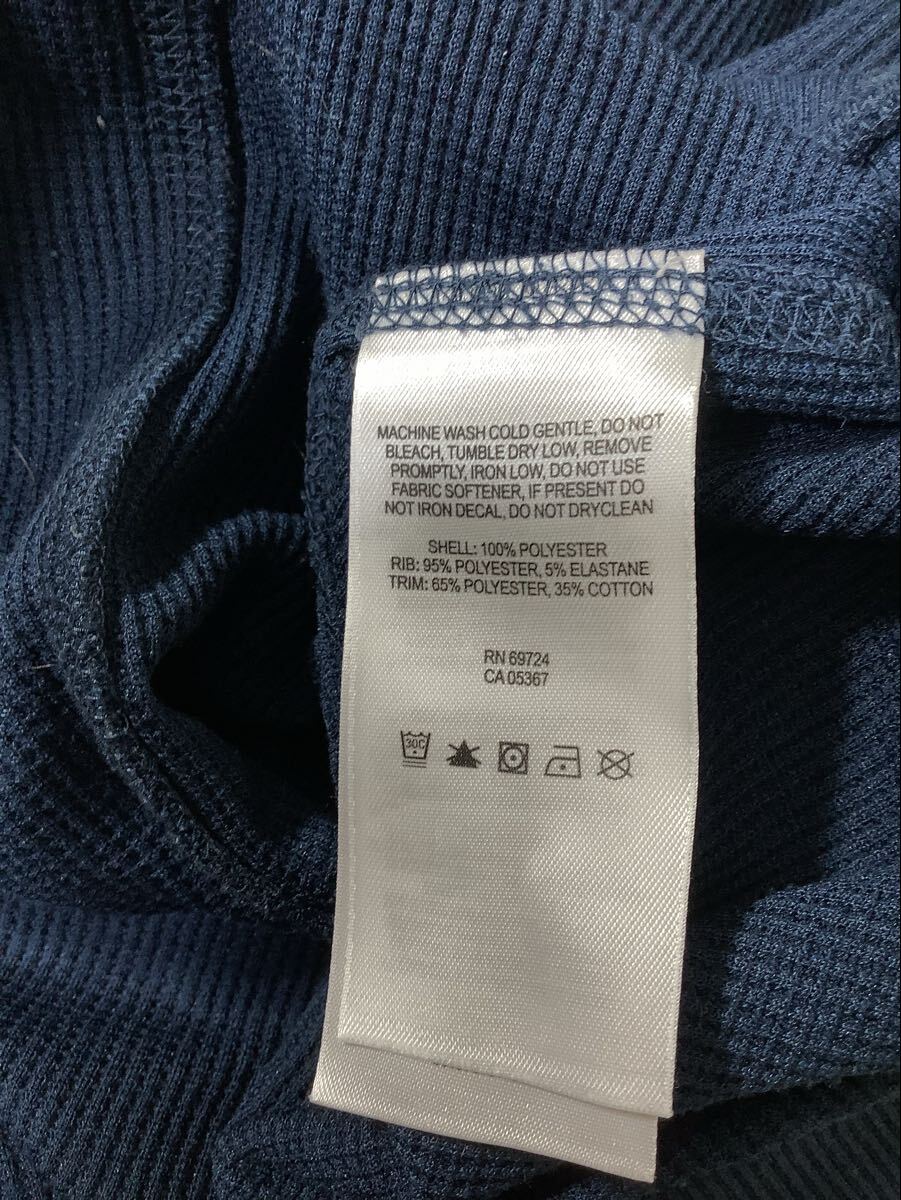 MACHINE WASH COLD GENTLE, DO NOT
BLEACH, TUMBLE DRY LOW, REMOVE
PROMPTLY, IRON LOW, DO NOT USE
FABRIC SOFTENER, IF PRESENT DO
NOT IRON DECAL, DO NOT DRYCLEAN
SHELL: 100% POLYESTER
RIB: 95% POLYESTER, 5% ELASTANE
TRIM: 65% POLYESTER, 35% COTTON
RN 69724
CA 05367
30C